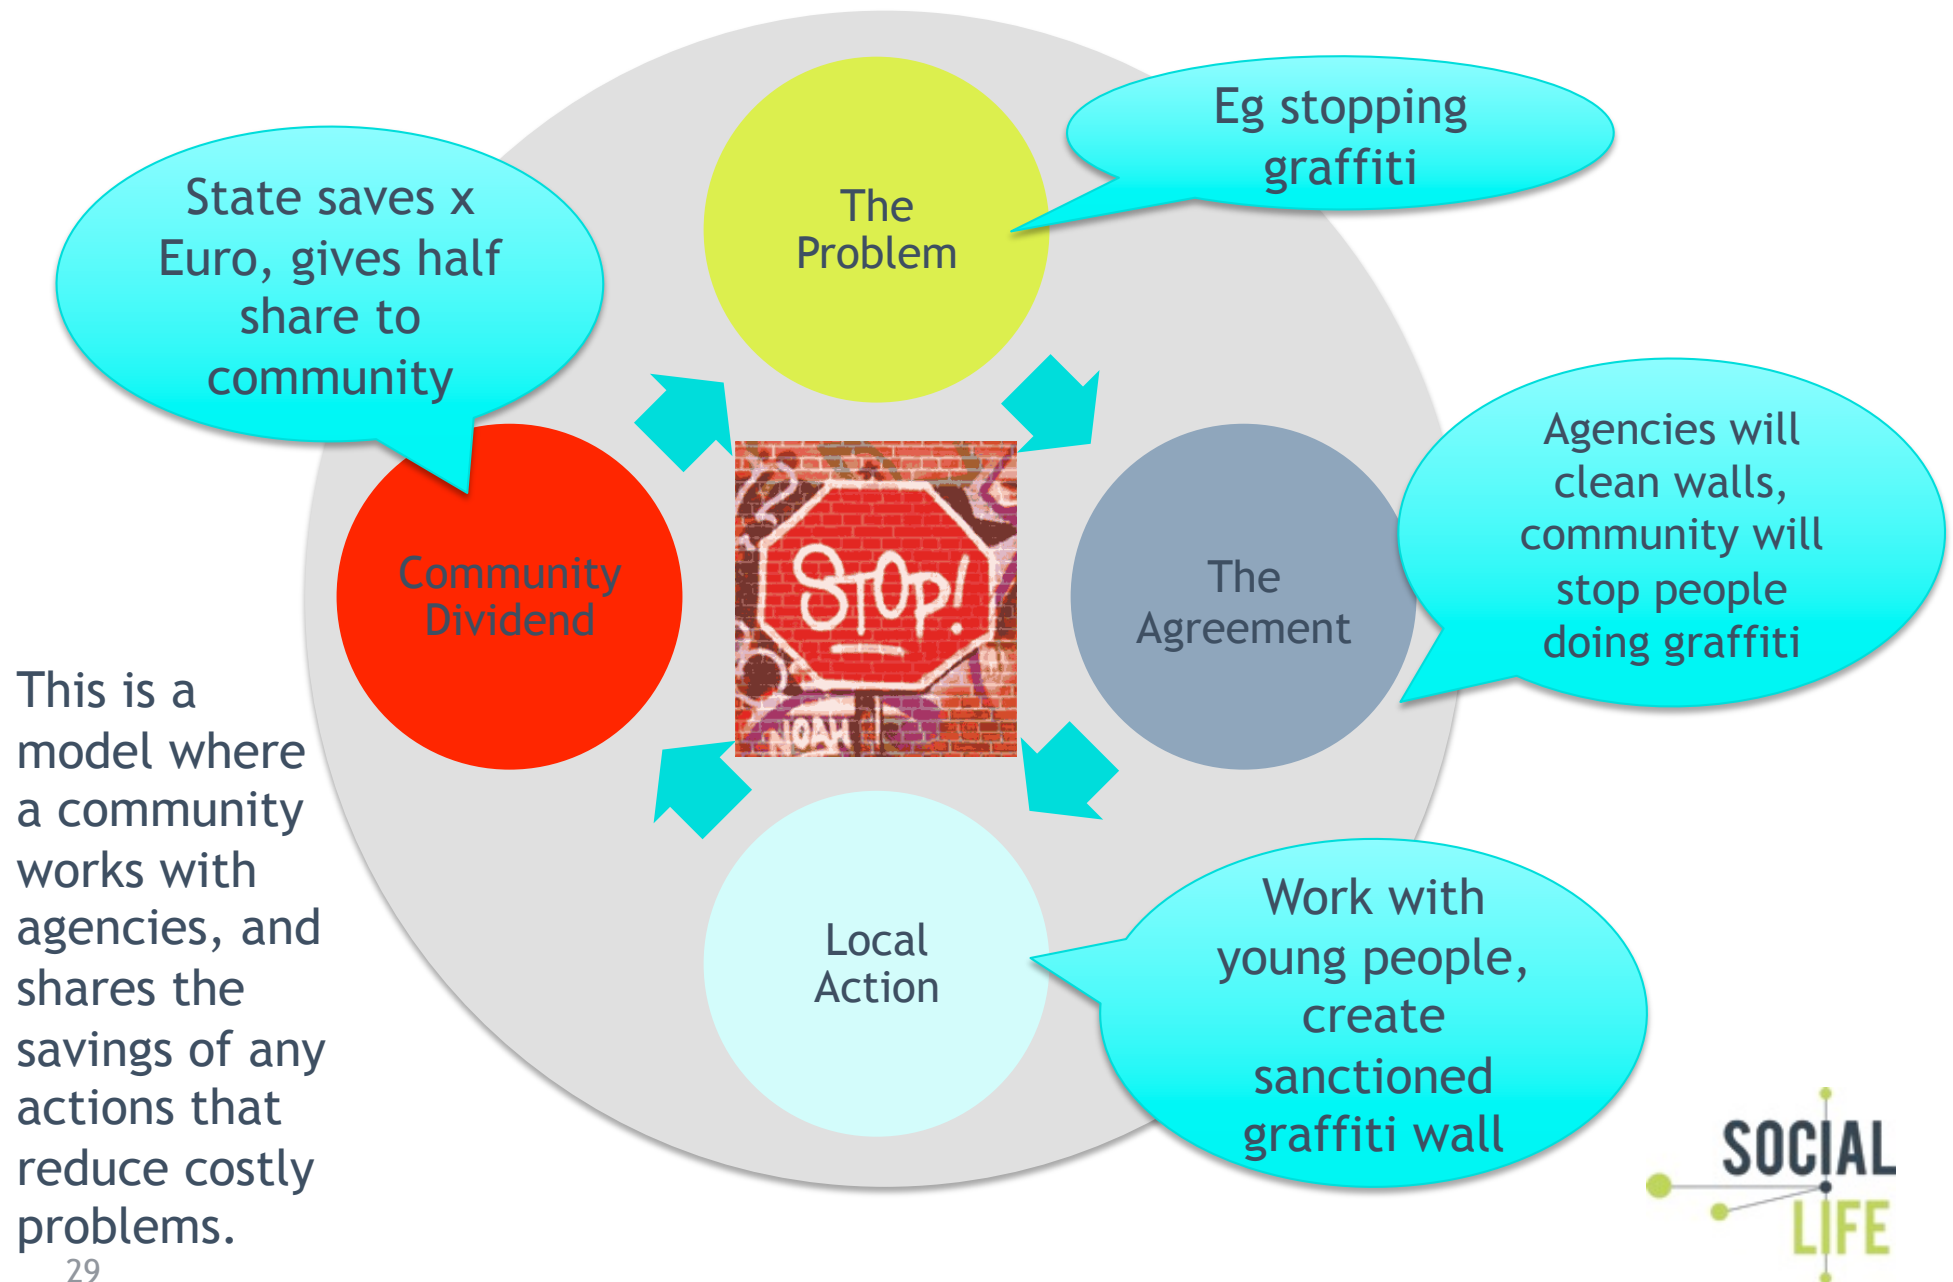 Eg stopping
graffiti
State saves x
Euro, gives half
share to
community
The
Problem
Agencies will
clean walls,
community will
stop people
doing graffiti
Community
Dividend
STOP!
NOAH
The
Agreement
This is a
model where
a community
works with
agencies, and
shares the
savings of any
actions that
reduce costly
problems.
Local
Action
Work with
young people,
create
sanctioned
graffiti wall
SOCIAL
LIFE
29